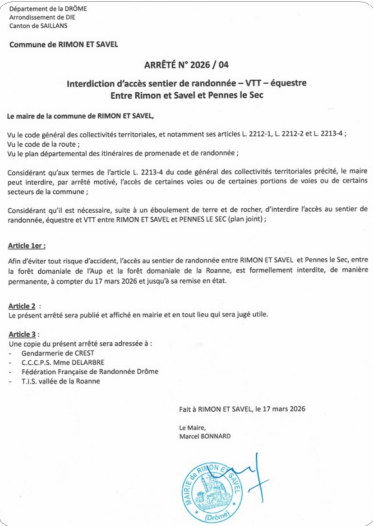 Département de la DRÔME
Arrondissement de DIE
Canton de SAILLANS
Commune de RIMON ET SAVEL
ARRÊTÉ N° 2026 / 04
Interdiction d'accès sentier de randonnée – VTT – équestre
Entre Rimon et Savel et Pennes le Sec
Le maire de la commune de RIMON ET SAVEL,
Vu le code général des collectivités territoriales, et notamment ses articles L. 2212-1, L. 2212-2 et L. 2213-4 ;
Vu le code de la route ;
Vu le plan départemental des itinéraires de promenade et de randonnée ;
Considérant qu'aux termes de l'article L. 2213-4 du code général des collectivités territoriales précité, le maire
peut interdire, par arrêté motivé, l'accès de certaines voies ou de certaines portions de voies ou de certains
secteurs de la commune ;
Considérant qu'il est nécessaire, suite à un éboulement de terre et de rocher, d'interdire l'accès au sentier de
randonnée, équestre et VTT entre RIMON ET SAVEL et PENNES LE SEC (plan joint) ;
Article 1er :
Afin d'éviter tout risque d'accident, l'accès au sentier de randonnée entre RIMON ET SAVEL et Pennes le Sec, entre
la forêt domaniale de l'Aup et la forêt domaniale de la Roanne, est formellement interdite, de manière
permanente, à compter du 17 mars 2026 et jusqu'à sa remise en état.
Article 2 :
Le présent arrêté sera publié et affiché en mairie et en tout lieu qui sera jugé utile.
Article 3 :
Une copie du présent arrêté sera adressée à :
- Gendarmerie de CREST
- C.C.C.P.S. Mme DELARBRE
- Fédération Française de Randonnée Drôme
- T.I.S. vallée de la Roanne
Fait à RIMON ET SAVEL, le 17 mars 2026
Le Maire,
Marcel BONNARD
MAIRIE de RIMON ET SAVEL
(Drôme)